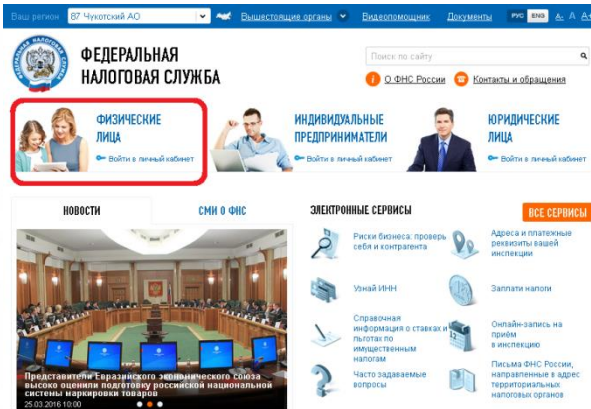 Ваш регион 87 Чукотский АО Вышестоящие органы Видеопомощник Документы РУС ENG A- A A+
ФЕДЕРАЛЬНАЯ
НАЛОГОВАЯ СЛУЖБА
Поиск по сайту
О ФНС России Контакты и обращения
ФИЗИЧЕСКИЕ
ЛИЦА
Войти в личный кабинет
ИНДИВИДУАЛЬНЫЕ
ПРЕДПРИНИМАТЕЛИ
Войти в личный кабинет
ЮРИДИЧЕСКИЕ
ЛИЦА
Войти в личный кабинет
НОВОСТИ
СМИ О ФНС
Представители Евразийского экономического союза
высоко оценили подготовку российской национальной
системы маркировки товаров
25.03.2016 10:00
ЭЛЕКТРОННЫЕ СЕРВИСЫ
ВСЕ СЕРВИСЫ
Риски бизнеса: проверь
себя и контрагента
Адреса и платежные
реквизиты вашей
инспекции
Узнай ИНН
Заплати налоги
Справочная
информация о ставках и
льготах по
имущественным
налогам
Онлайн-запись на
приём
в инспекцию
Часто задаваемые
вопросы
Письма ФНС России,
направленные в адрес
территориальных
налоговых органов